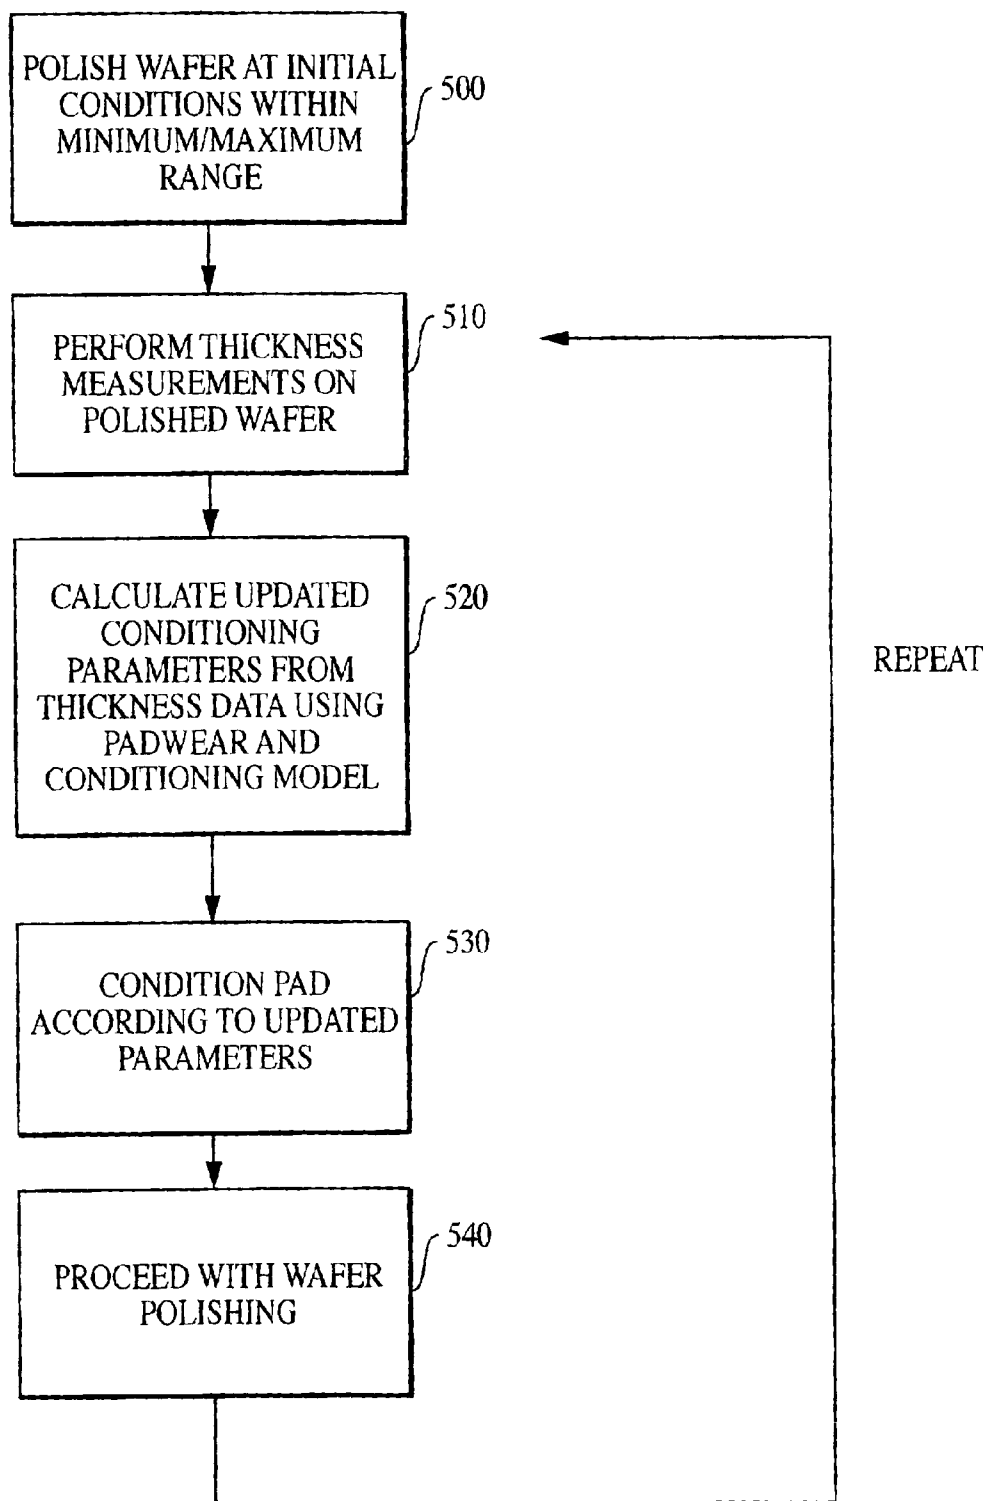 POLISH WAFER AT INITIAL
CONDITIONS WITHIN
MINIMUM/MAXIMUM
RANGE
500
PERFORM THICKNESS
MEASUREMENTS ON
POLISHED WAFER
510
CALCULATE UPDATED
CONDITIONING
PARAMETERS FROM
THICKNESS DATA USING
PADWEAR AND
CONDITIONING MODEL
520
REPEAT
CONDITION PAD
ACCORDING TO UPDATED
PARAMETERS
530
PROCEED WITH WAFER
POLISHING
540